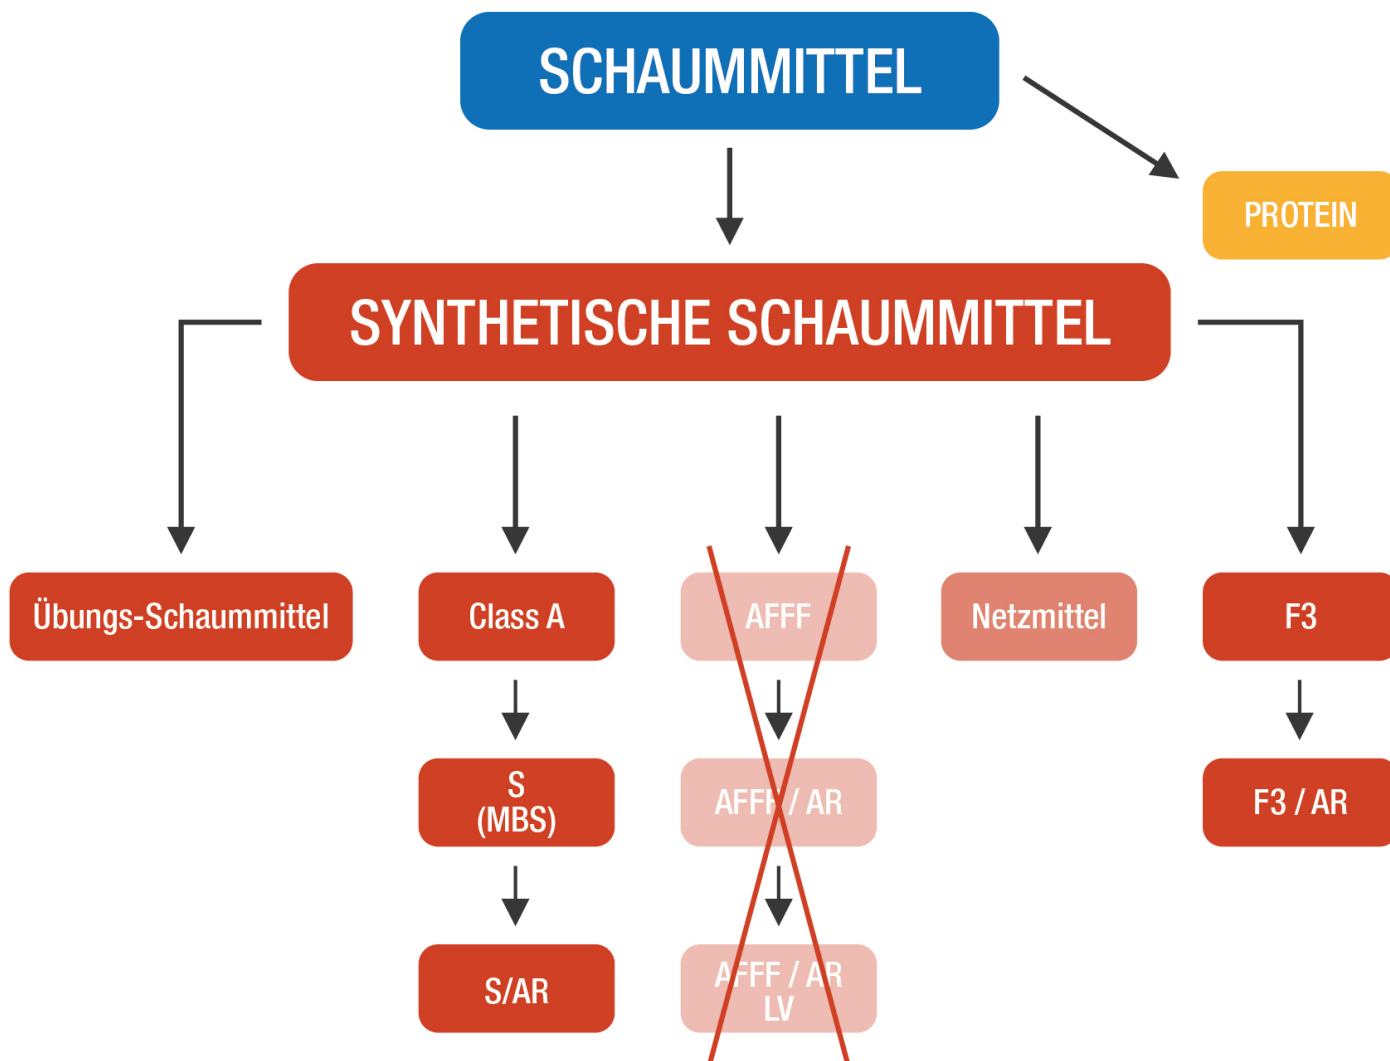 SCHAUMMITTEL
PROTEIN
SYNTHETISCHE SCHAUMMITTEL
Übungs-Schaummittel
Class A
AFFF
Netzmittel
F3
S
(MBS)
AFFF / AR
F3 / AR
S/AR
AFFF / AR
LV